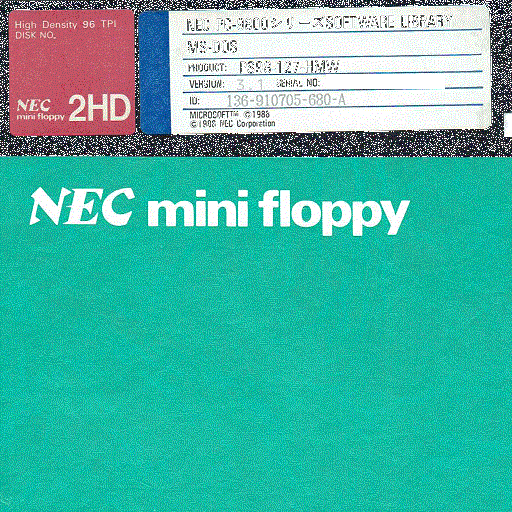 High Density 96 TPI
DISK NO.
NEC
mini floppy 2HD
NEC PC-9800シリーズSOFTWARE LIBRARY
MS-DOS
PRODUCT: PS98-127-HMW
VERSION: 3.1 SERIAL NO:
ID: 136-910705-680-A
MICROSOFT™ ©1988
©1988 NEC Corporation
NEC mini floppy